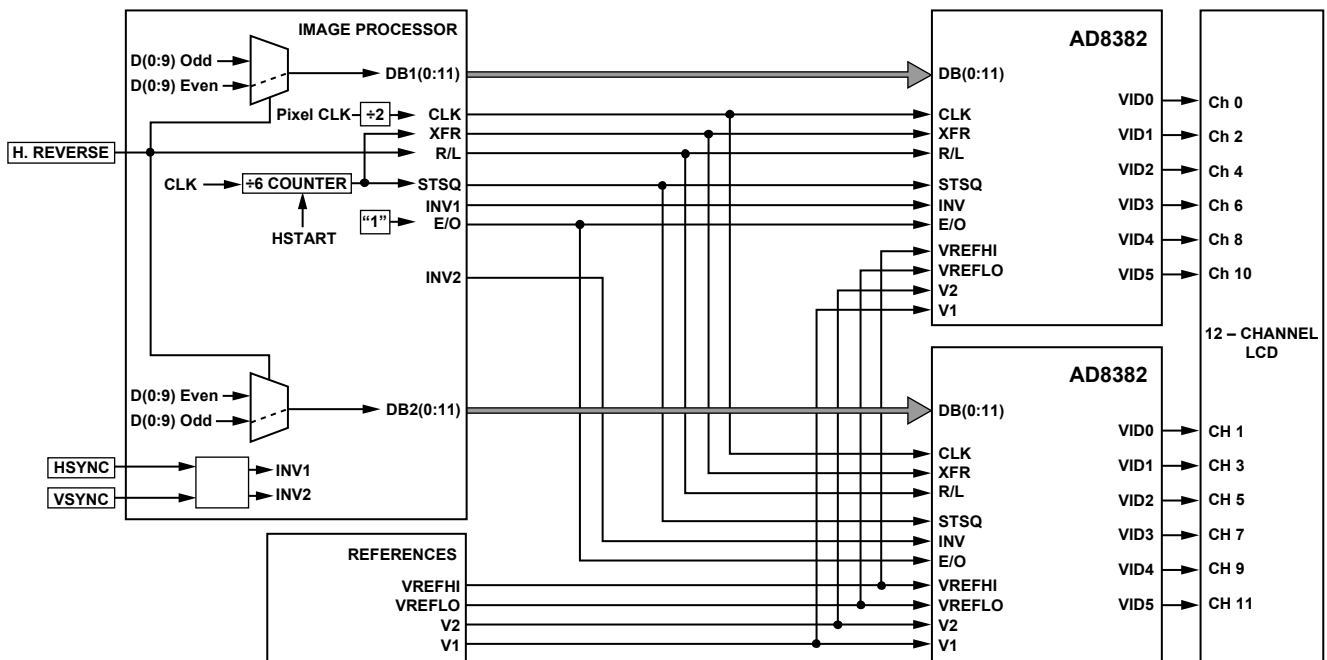 IMAGE PROCESSOR
D(0:9) Odd
D(0:9) Even
DB1(0:11)
Pixel CLK
÷2
CLK
XFR
R/L
H. REVERSE
CLK
÷6 COUNTER
STSQ
INV1
"1"
E/O
HSTART
INV2
D(0:9) Even
D(0:9) Odd
DB2(0:11)
HSYNC
VSYNC
INV1
INV2
REFERENCES
VREFHI
VREFLO
V2
V1
AD8382
DB(0:11)
CLK
XFR
R/L
STSQ
INV
E/O
VREFHI
VREFLO
V2
V1
VID0
VID1
VID2
VID3
VID4
VID5
AD8382
DB(0:11)
CLK
XFR
R/L
STSQ
INV
E/O
VREFHI
VREFLO
V2
V1
VID0
VID1
VID2
VID3
VID4
VID5
Ch 0
Ch 2
Ch 4
Ch 6
Ch 8
Ch 10
12 – CHANNEL
LCD
CH 1
CH 3
CH 5
CH 7
CH 9
CH 11